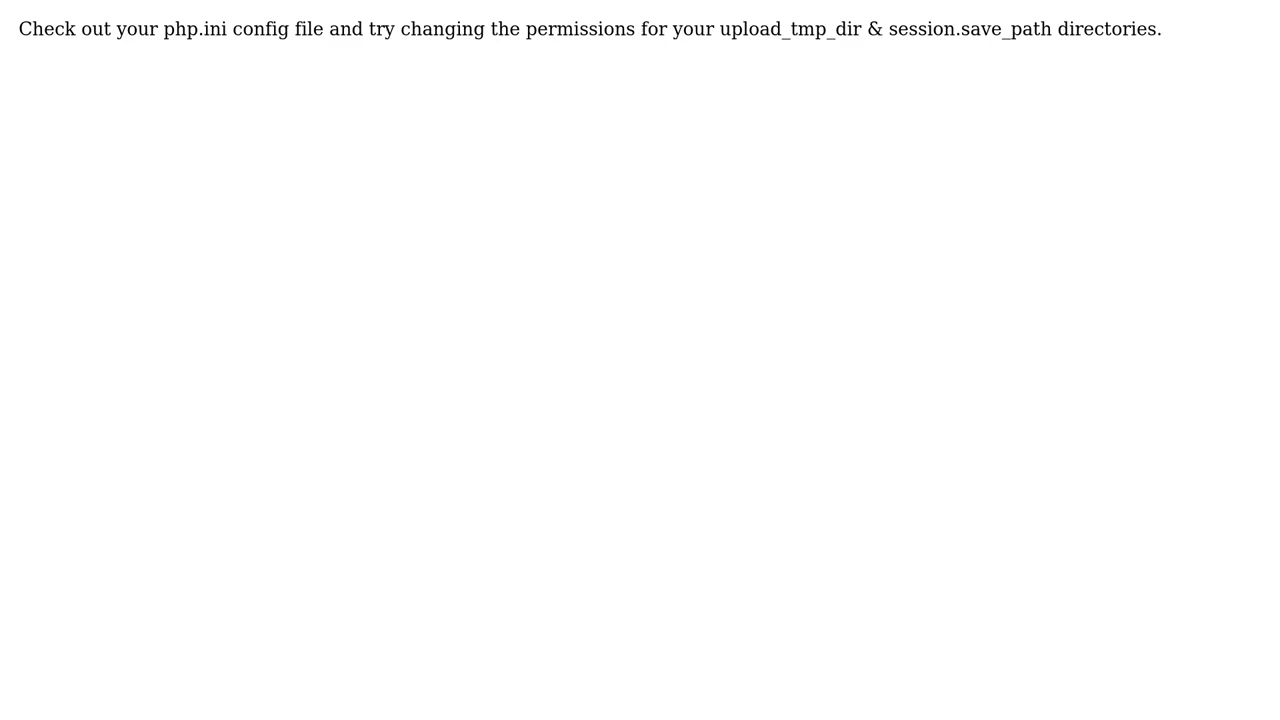 Check out your php.ini config file and try changing the permissions for your upload_tmp_dir & session.save_path directories.